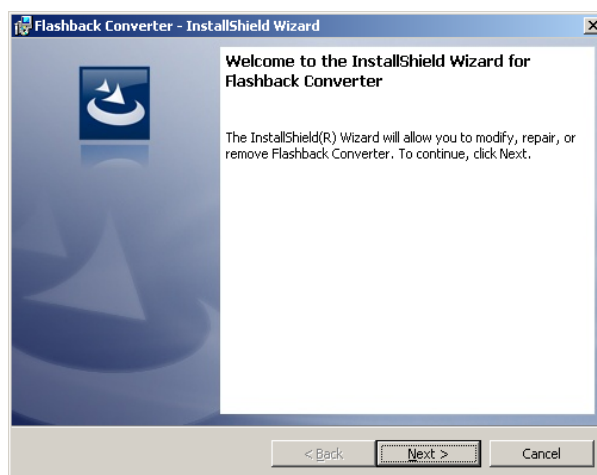 Flashback Converter - InstallShield Wizard
Welcome to the InstallShield Wizard for
Flashback Converter
The InstallShield(R) Wizard will allow you to modify, repair, or
remove Flashback Converter. To continue, click Next.
< Back Next > Cancel